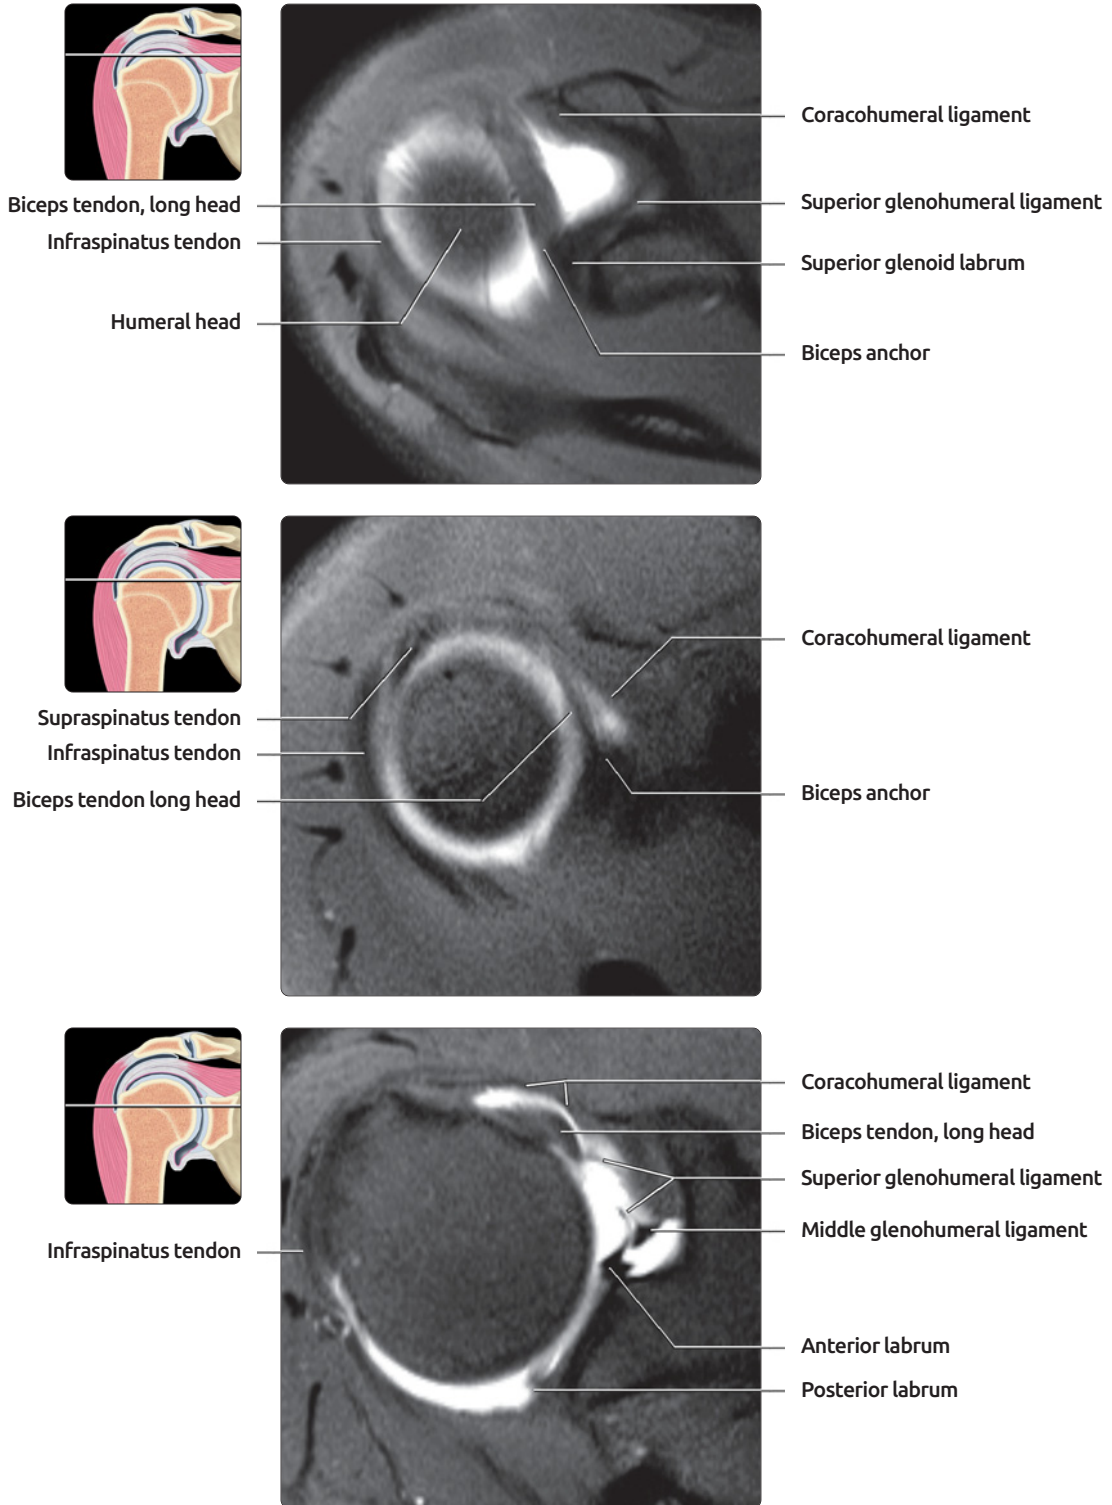 Coracohumeral ligament
Biceps tendon, long head
Superior glenohumeral ligament
Infraspinatus tendon
Superior glenoid labrum
Humeral head
Biceps anchor
Coracohumeral ligament
Supraspinatus tendon
Infraspinatus tendon
Biceps tendon long head
Biceps anchor
Coracohumeral ligament
Biceps tendon, long head
Superior glenohumeral ligament
Middle glenohumeral ligament
Infraspinatus tendon
Anterior labrum
Posterior labrum